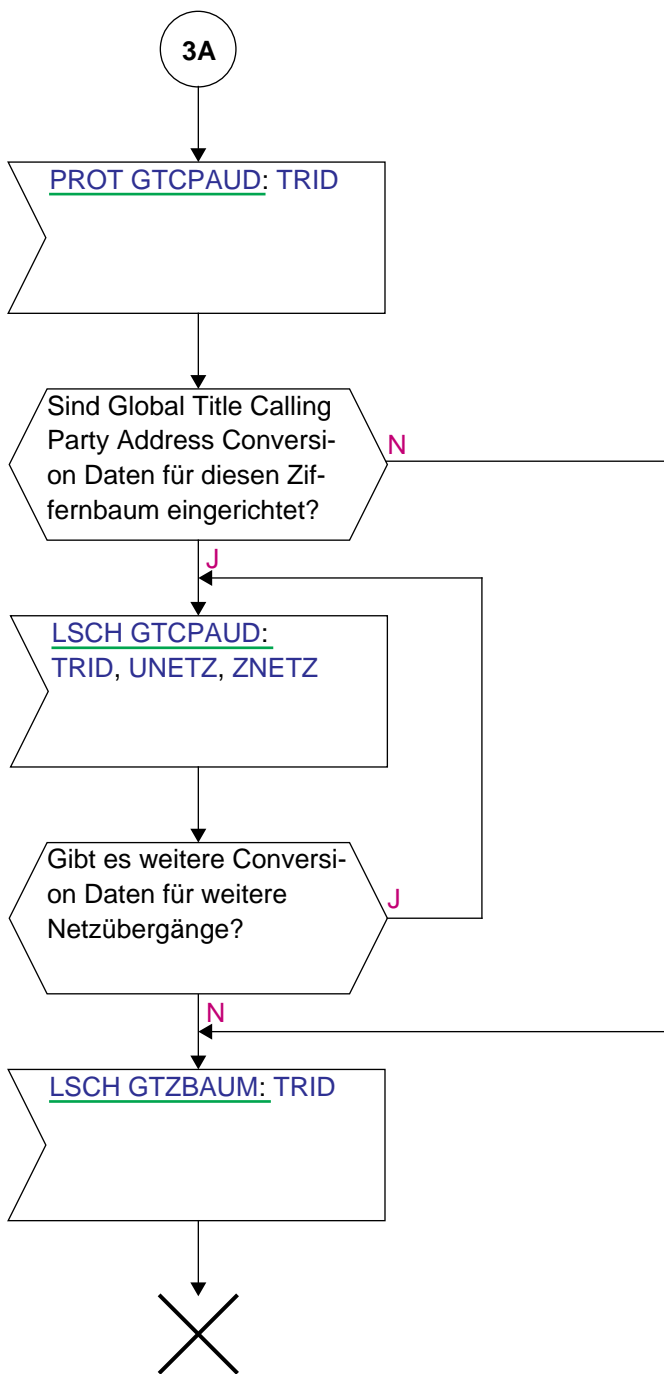 3A
PROT GTCPAUD: TRID
Sind Global Title Calling
Party Address Conversi-
on Daten für diesen Zif-
fernbaum eingerichtet?
N
J
LSCH GTCPAUD:
TRID, UNETZ, ZNETZ
Gibt es weitere Conversi-
on Daten für weitere
Netzübergänge?
J
N
LSCH GTZBAUM: TRID